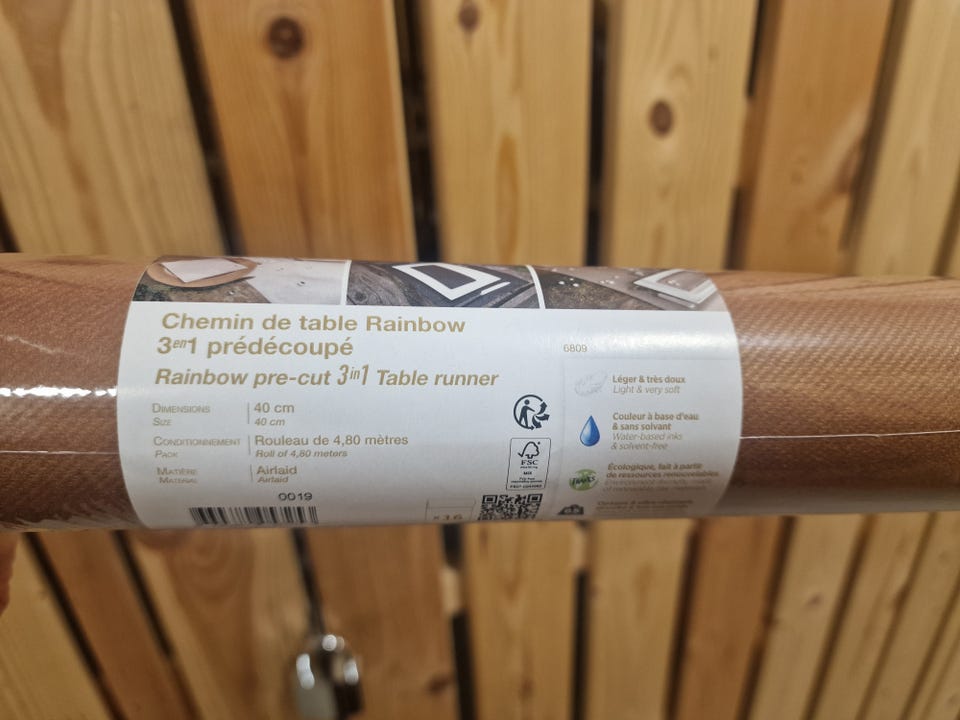 Chemin de table Rainbow
3en1 prédécoupé
Rainbow pre-cut 3in1 Table runner
6809
DIMENSIONS 40 cm
SIZE 40 cm
CONDITIONNEMENT Rouleau de 4,80 mètres
PACK Roll of 4,80 meters
MATIÈRE Airlaid
MATERIAL Airlaid
0019
x16
FSC
MIX
Léger & très doux
Light & very soft
Couleur à base d'eau
& sans solvant
Water-based inks
& solvent-free
Écologique, fait à partir
de ressources renouvelables